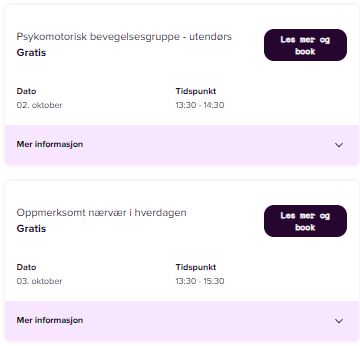 Psykomotorisk bevegelsesgruppe - utendørs
Gratis
Les mer og
book
Dato
Tidspunkt
02. oktober
13:30 - 14:30
Mer informasjon
Oppmerksomt nærvær i hverdagen
Gratis
Les mer og
book
Dato
Tidspunkt
03. oktober
13:30 - 15:30
Mer informasjon